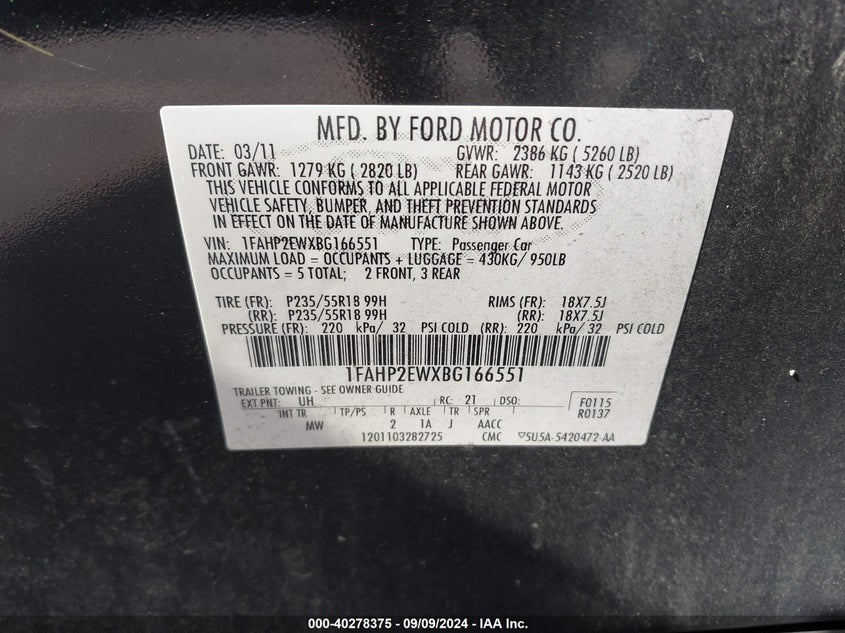 MFD. BY FORD MOTOR CO.
DATE: 03/11 GVWR: 2386 KG ( 5260 LB)
FRONT GAWR: 1279 KG ( 2820 LB) REAR GAWR: 1143 KG ( 2520 LB)
THIS VEHICLE CONFORMS TO ALL APPLICABLE FEDERAL MOTOR
VEHICLE SAFETY, BUMPER, AND THEFT PREVENTION STANDARDS
IN EFFECT ON THE DATE OF MANUFACTURE SHOWN ABOVE.
VIN: 1FAHP2EWXBG166551 TYPE: Passenger Car
MAXIMUM LOAD = OCCUPANTS + LUGGAGE = 430KG/ 950LB
OCCUPANTS = 5 TOTAL; 2 FRONT, 3 REAR
TIRE (FR): P235/55R18 99H RIMS (FR): 18X7.5J
(RR): P235/55R18 99H (RR): 18X7.5J
PRESSURE (FR): 220 kPa/ 32 PSI COLD (RR): 220 kPa/ 32 PSI COLD
1FAHP2EWXBG166551
TRAILER TOWING - SEE OWNER GUIDE
EXT PNT: UH RC: 21 DSO: F0115
INT TR TP/PS R AXLE TR SPR R0137
MW 2 1A J AACC
1201103282725 CMC ▽5U5A-5420472-AA
000-40278375 - 09/09/2024 - IAA Inc.